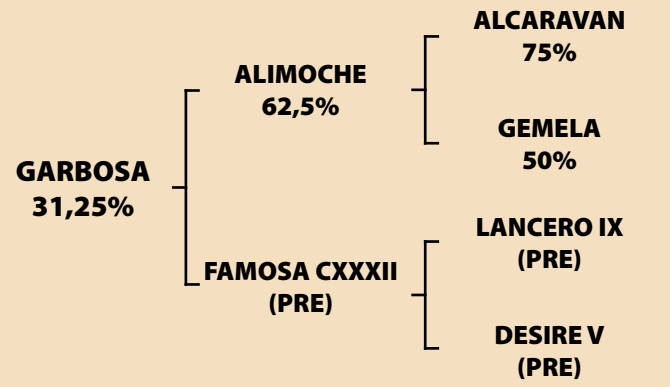 GARBOSA
31,25%
ALIMOCHE
62,5%
ALCARAVAN
75%
GEMELA
50%
FAMOSA CXXXII
(PRE)
LANCERO IX
(PRE)
DESIRE V
(PRE)